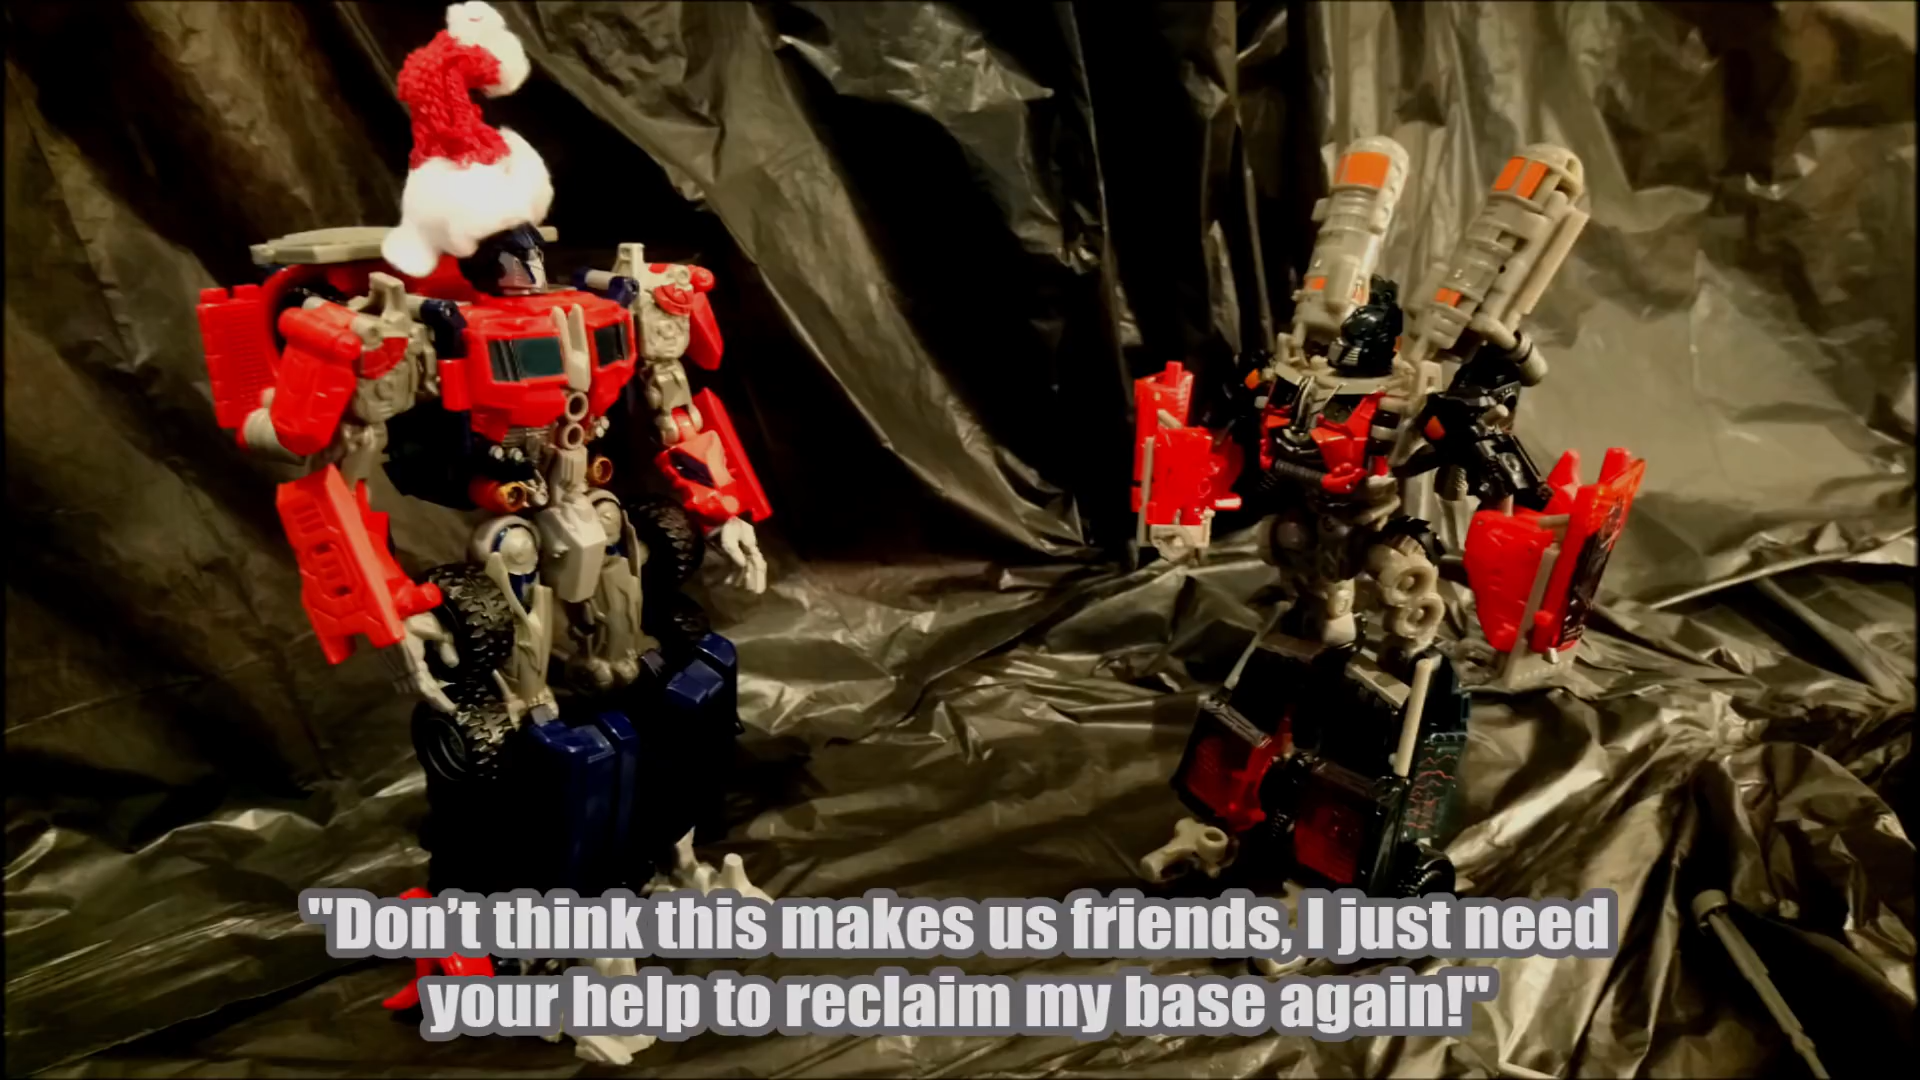 "Don’t think this makes us friends, I just need
your help to reclaim my base again!"